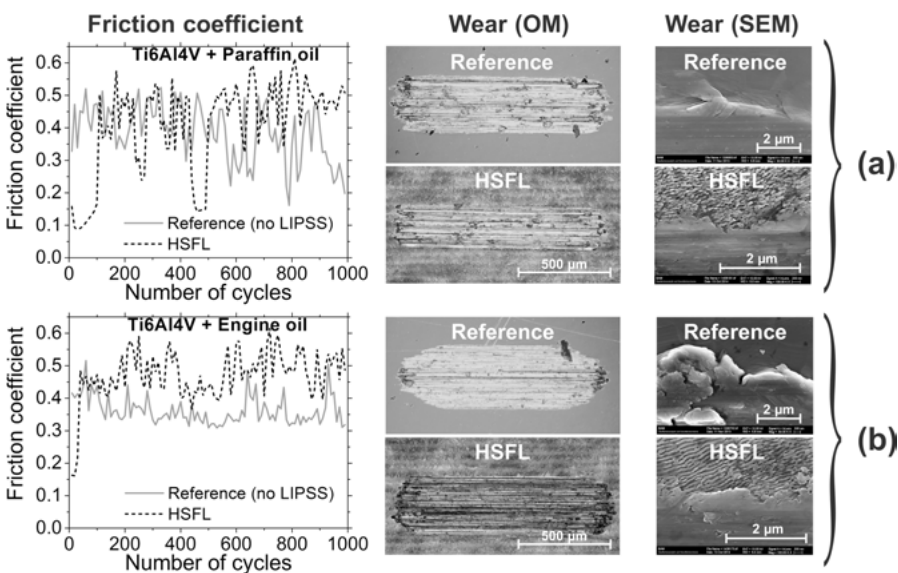 Friction coefficient
Wear (OM)
Wear (SEM)
Ti6Al4V + Paraffin oil
Friction coefficient
0.6
0.5
0.4
0.3
0.2
0.1
0.0
Reference (no LIPSS)
HSFL
0 200 400 600 800 1000
Number of cycles
Reference
HSFL
500 µm
Reference
2 µm
HSFL
2 µm
(a)
Ti6Al4V + Engine oil
Friction coefficient
0.6
0.5
0.4
0.3
0.2
0.1
0.0
Reference (no LIPSS)
HSFL
0 200 400 600 800 1000
Number of cycles
Reference
HSFL
500 µm
Reference
2 µm
HSFL
2 µm
(b)